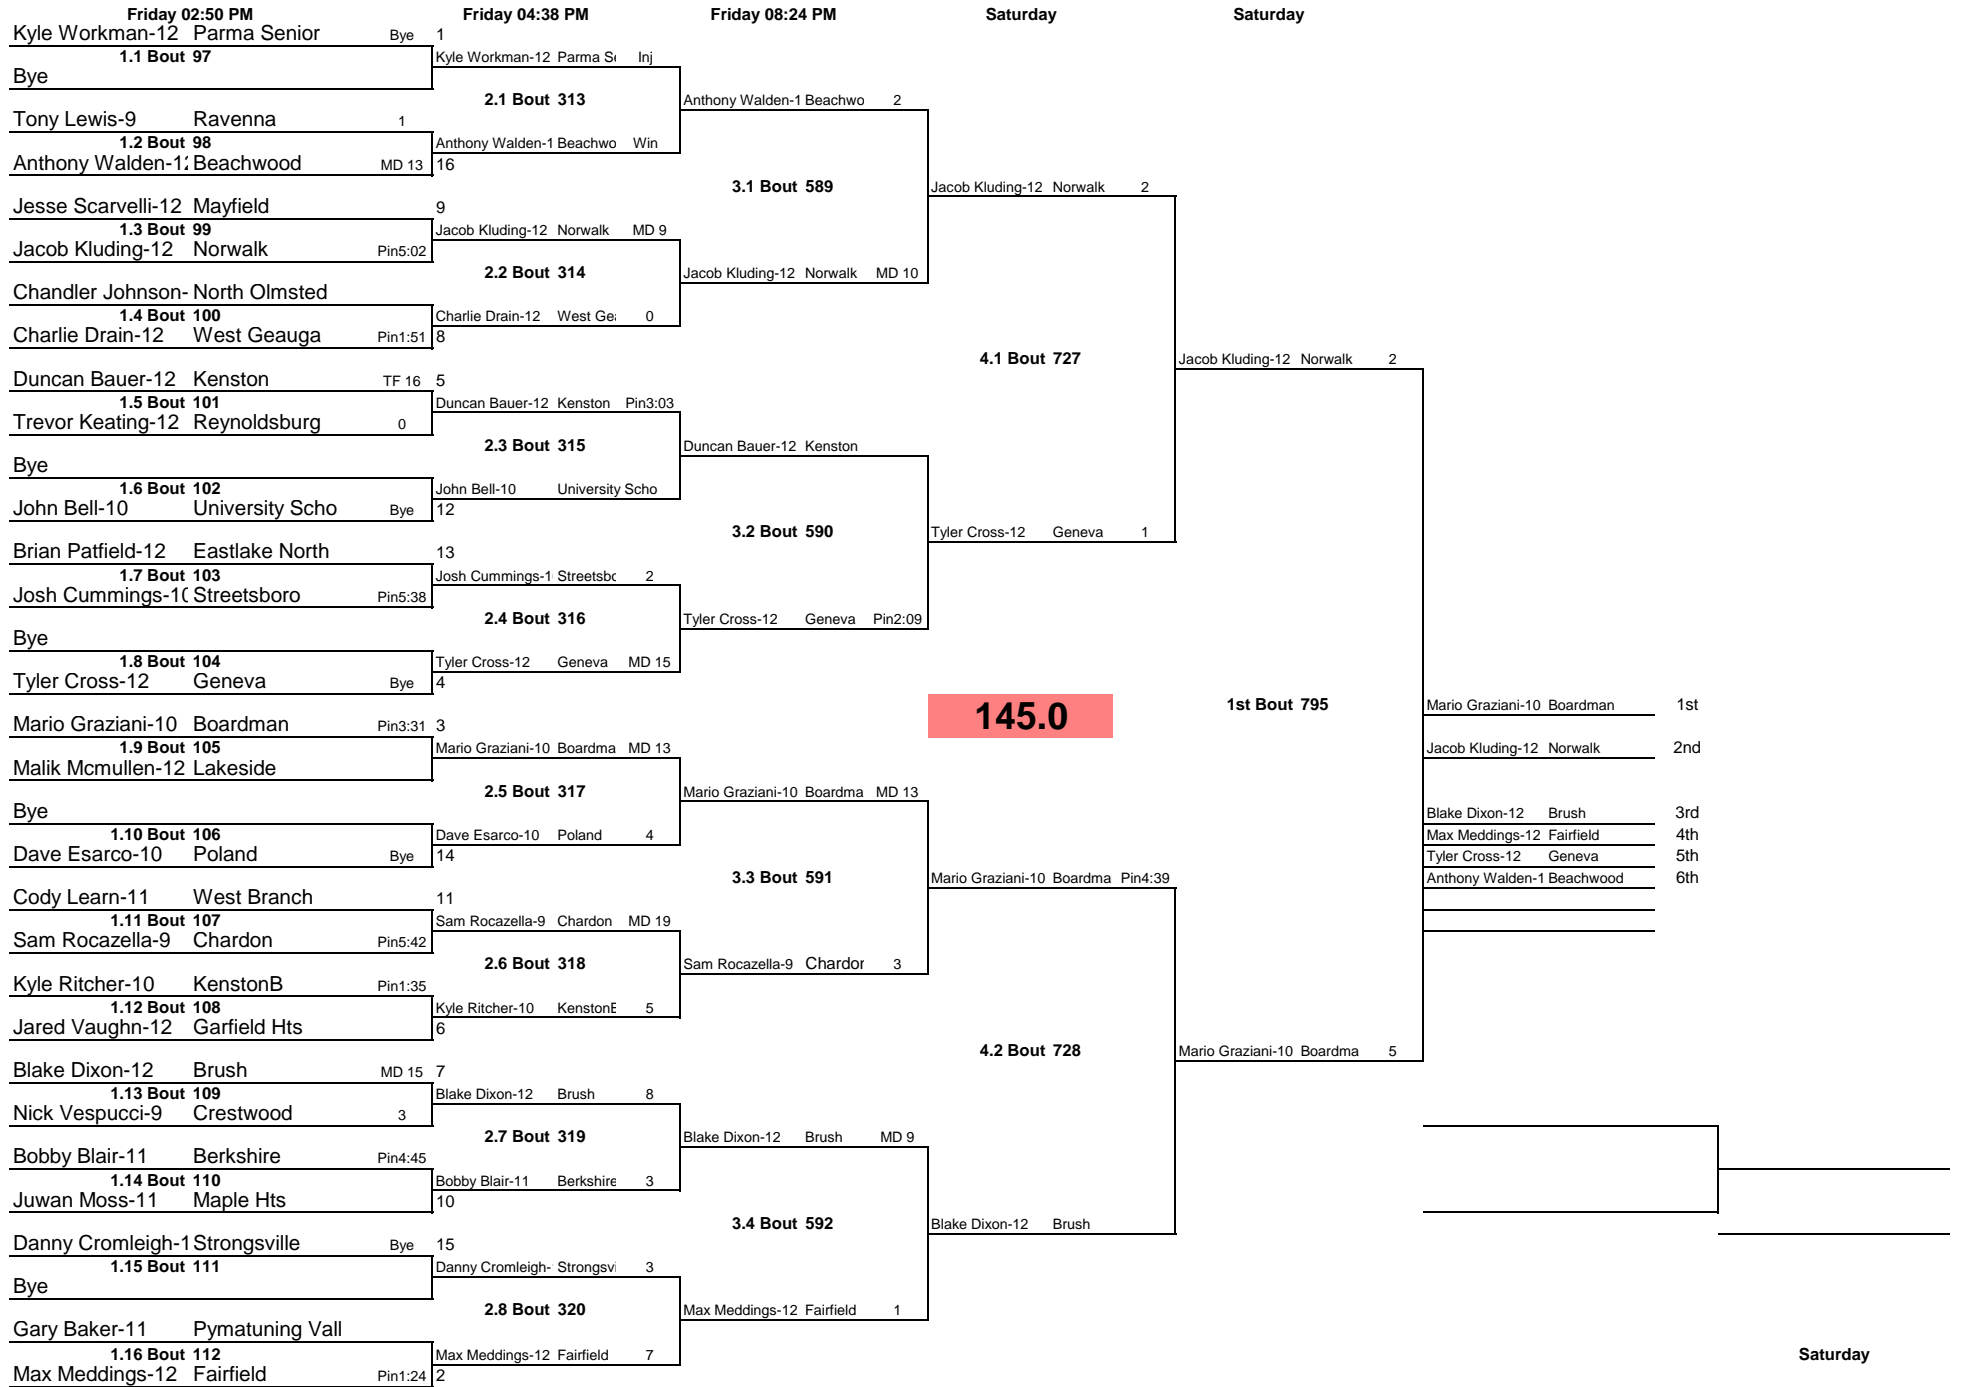 Friday 02:50 PM Friday 04:38 PM Friday 08:24 PM Saturday Saturday
Kyle Workman-12 Parma Senior Bye 1
1.1 Bout 97
Kyle Workman-12 Parma Se Inj
Bye
2.1 Bout 313
Anthony Walden-1 Beachwo 2
Tony Lewis-9 Ravenna 1
1.2 Bout 98
Anthony Walden-1 Beachwo Win
Anthony Walden-12 Beachwood MD 13 16
3.1 Bout 589
Jacob Kluding-12 Norwalk 2
Jesse Scarvelli-12 Mayfield 9
1.3 Bout 99
Jacob Kluding-12 Norwalk MD 9
Jacob Kluding-12 Norwalk Pin5:02
2.2 Bout 314
Jacob Kluding-12 Norwalk MD 10
Chandler Johnson- North Olmsted
1.4 Bout 100
Charlie Drain-12 West Gea 0
Charlie Drain-12 West Geauga Pin1:51 8
4.1 Bout 727
Jacob Kluding-12 Norwalk 2
Duncan Bauer-12 Kenston TF 16 5
1.5 Bout 101
Duncan Bauer-12 Kenston Pin3:03
Trevor Keating-12 Reynoldsburg 0
2.3 Bout 315
Duncan Bauer-12 Kenston
Bye
1.6 Bout 102
John Bell-10 University Scho
John Bell-10 University Scho Bye 12
3.2 Bout 590
Tyler Cross-12 Geneva 1
Brian Patfield-12 Eastlake North 13
1.7 Bout 103
Josh Cummings-1 Streetsbo 2
Josh Cummings-10 Streetsboro Pin5:38
2.4 Bout 316
Tyler Cross-12 Geneva Pin2:09
Bye
1.8 Bout 104
Tyler Cross-12 Geneva MD 15
Tyler Cross-12 Geneva Bye 4
145.0
1st Bout 795
Mario Graziani-10 Boardman 1st
Mario Graziani-10 Boardman Pin3:31 3
1.9 Bout 105
Mario Graziani-10 Boardma MD 13
Jacob Kluding-12 Norwalk 2nd
Malik Mcmullen-12 Lakeside
2.5 Bout 317
Mario Graziani-10 Boardma MD 13
Bye
Blake Dixon-12 Brush 3rd
1.10 Bout 106
Dave Esarco-10 Poland 4
Max Meddings-12 Fairfield 4th
Dave Esarco-10 Poland Bye 14
Tyler Cross-12 Geneva 5th
3.3 Bout 591
Mario Graziani-10 Boardma Pin4:39
Anthony Walden-1 Beachwood 6th
Cody Learn-11 West Branch 11
1.11 Bout 107
Sam Rocazella-9 Chardon MD 19
Sam Rocazella-9 Chardon Pin5:42
2.6 Bout 318
Sam Rocazella-9 Chardon 3
Kyle Ritcher-10 KenstonB Pin1:35
1.12 Bout 108
Kyle Ritcher-10 KenstonB 5
Jared Vaughn-12 Garfield Hts 6
4.2 Bout 728
Mario Graziani-10 Boardma 5
Blake Dixon-12 Brush MD 15 7
1.13 Bout 109
Blake Dixon-12 Brush 8
Nick Vespucci-9 Crestwood 3
2.7 Bout 319
Blake Dixon-12 Brush MD 9
Bobby Blair-11 Berkshire Pin4:45
1.14 Bout 110
Bobby Blair-11 Berkshire 3
Juwan Moss-11 Maple Hts 10
3.4 Bout 592
Blake Dixon-12 Brush
Danny Cromleigh-1 Strongsville Bye 15
1.15 Bout 111
Danny Cromleigh- Strongsvi 3
Bye
2.8 Bout 320
Max Meddings-12 Fairfield 1
Gary Baker-11 Pymatuning Vall
1.16 Bout 112
Max Meddings-12 Fairfield 7
Saturday
Max Meddings-12 Fairfield Pin1:24 2